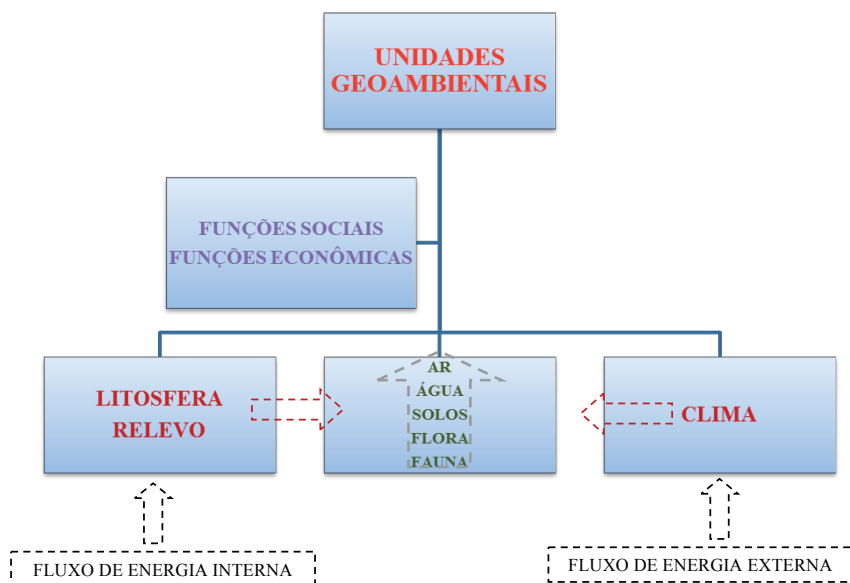 UNIDADES
GEOAMBIENTAIS
FUNÇÕES SOCIAIS
FUNÇÕES ECONÔMICAS
LITOSFERA
RELEVO
AR
ÁGUA
SOLOS
FLORA
FAUNA
CLIMA
FLUXO DE ENERGIA INTERNA
FLUXO DE ENERGIA EXTERNA